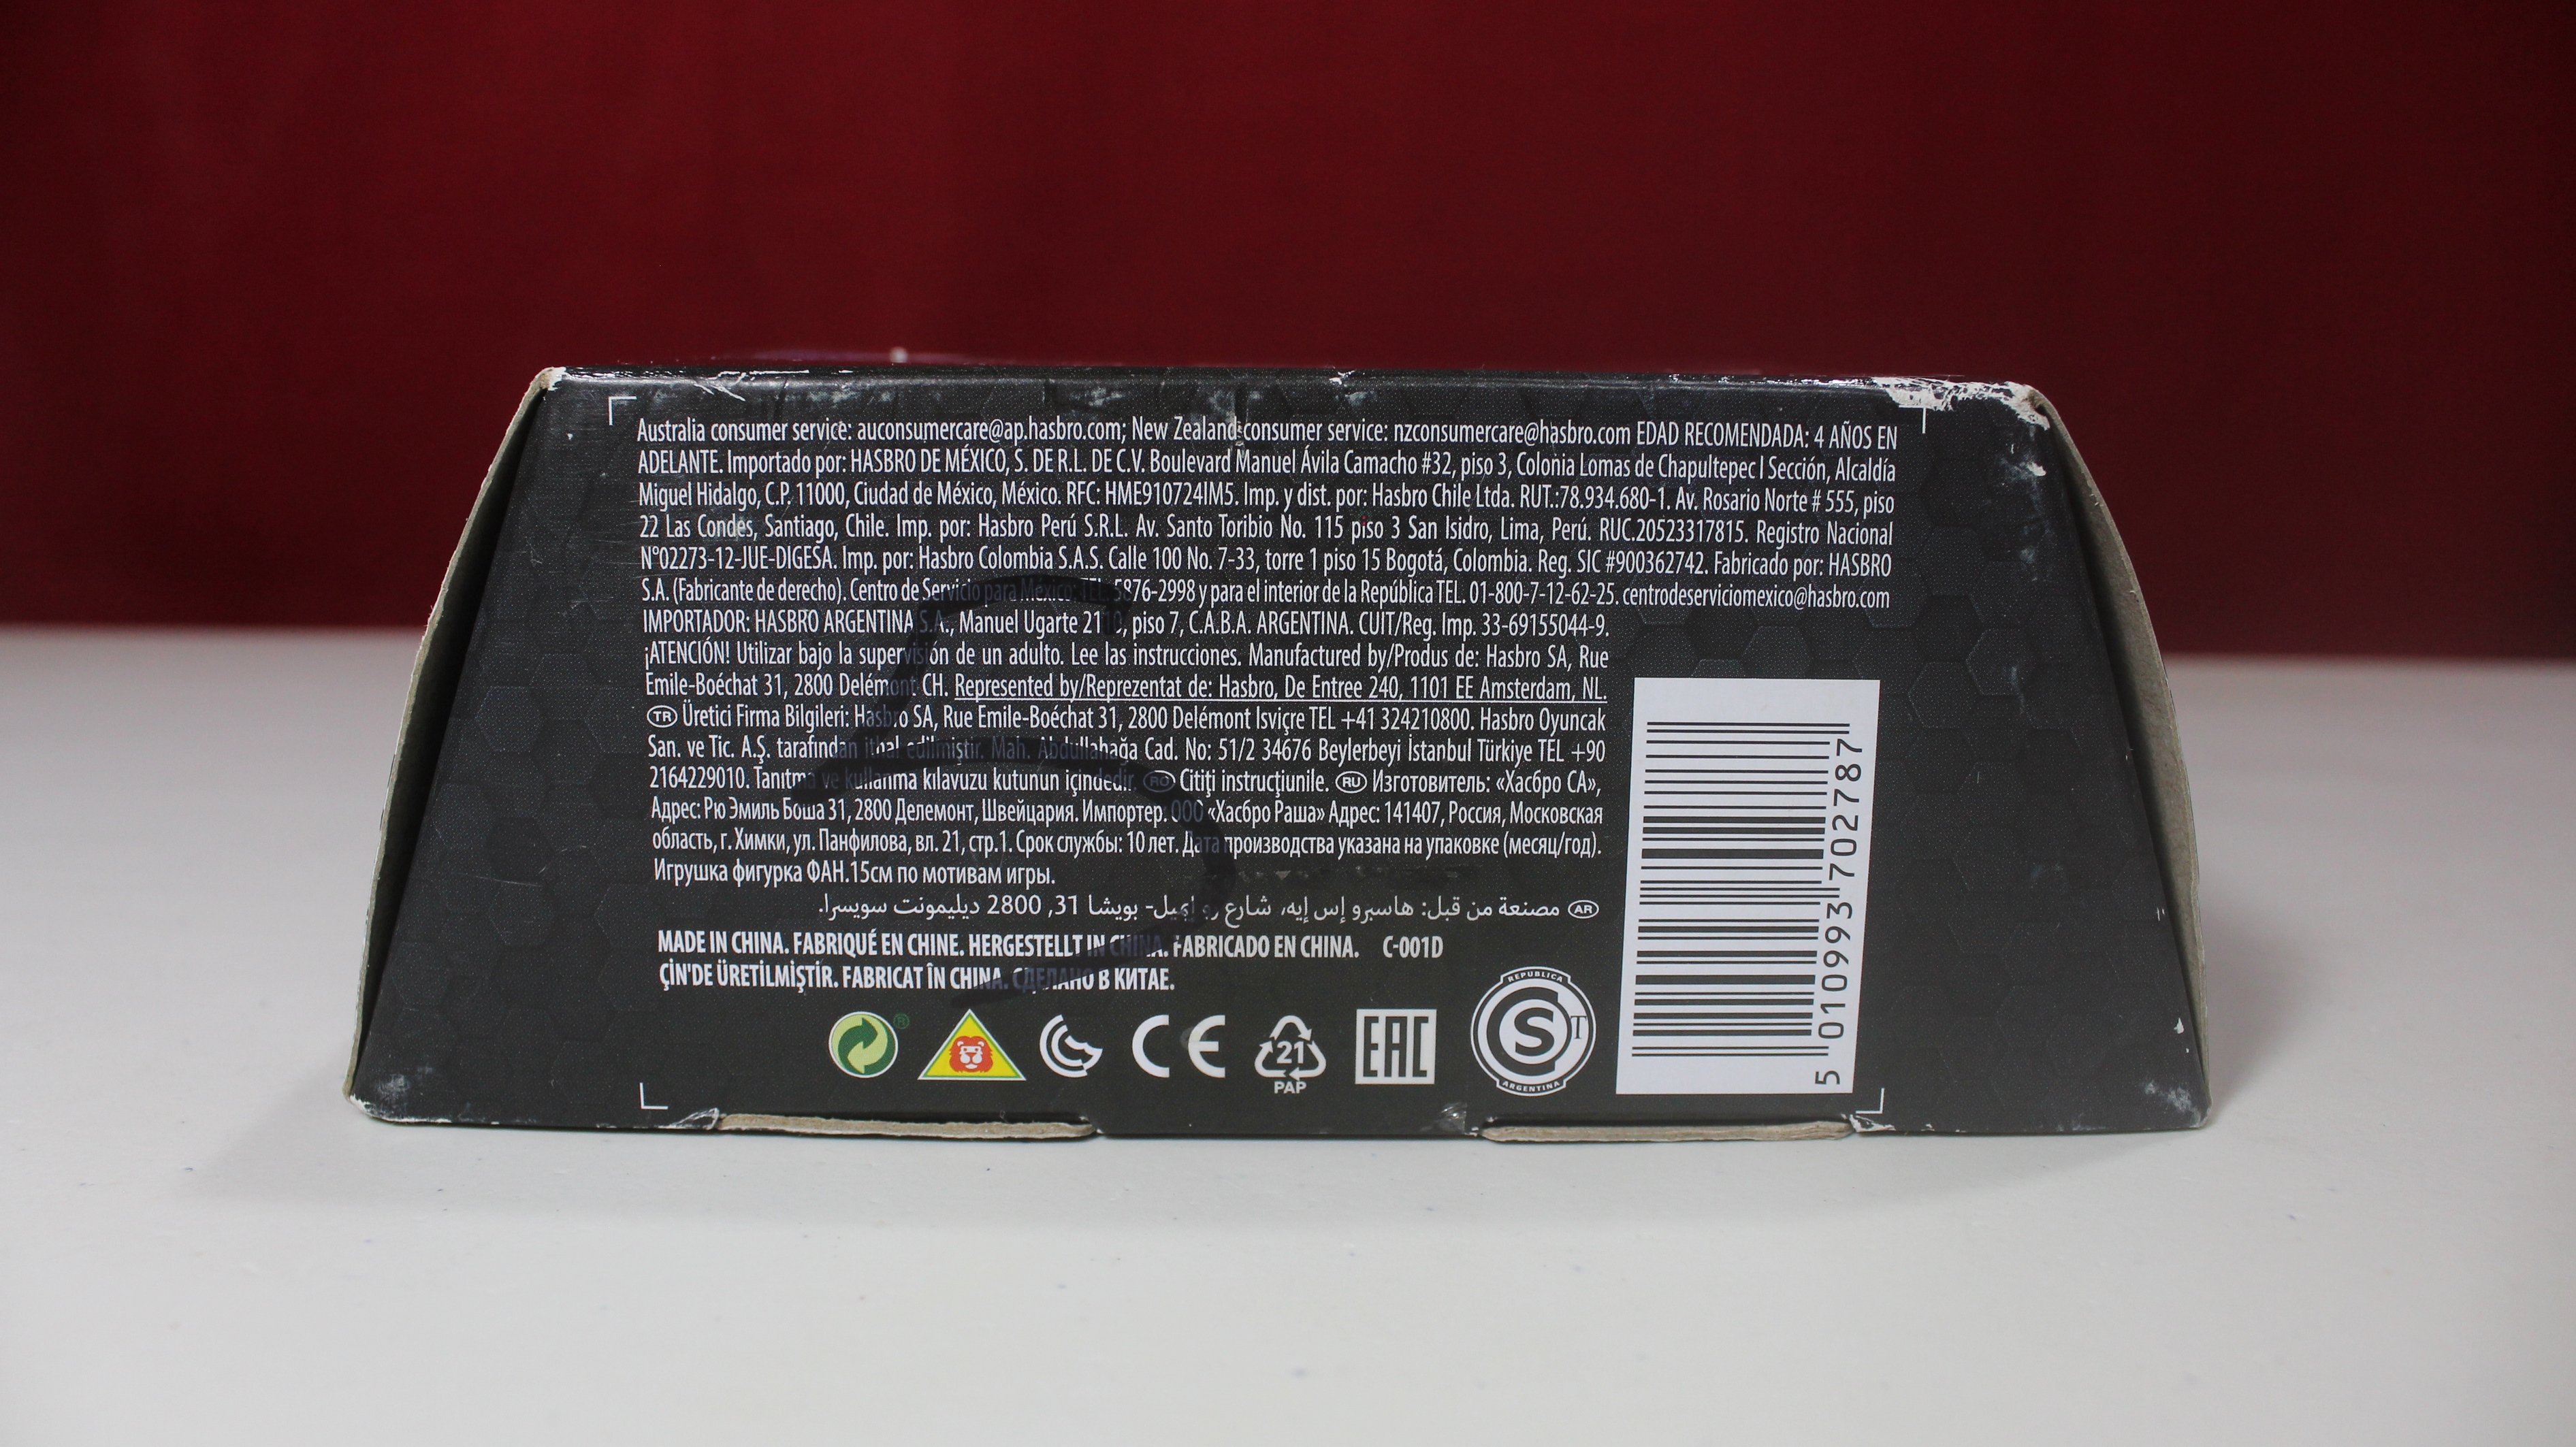 Australia consumer service: auconsumercare@ap.hasbro.com; New Zealand consumer service: nzconsumercare@hasbro.com EDAD RECOMENDADA: 4 AÑOS EN
ADELANTE. Importado por: HASBRO DE MÉXICO, S. DE R.L. DE C.V. Boulevard Manuel Ávila Camacho #32, piso 3, Colonia Lomas de Chapultepec I Sección, Alcaldía
Miguel Hidalgo, C.P. 11000, Ciudad de México, México. RFC: HME910724IM5. Imp. y dist. por: Hasbro Chile Ltda. RUT.:78.934.680-1. Av. Rosario Norte # 555, piso
22 Las Condes, Santiago, Chile. Imp. por: Hasbro Perú S.R.L. Av. Santo Toribio No. 115 piso 3 San Isidro, Lima, Perú. RUC.20523317815. Registro Nacional
N°02273-12-JUE-DIGESA. Imp. por: Hasbro Colombia S.A.S. Calle 100 No. 7-33, torre 1 piso 15 Bogotá, Colombia. Reg. SIC #900362742. Fabricado por: HASBRO
S.A. (Fabricante de derecho). Centro de Servicio para México: TEL. 5876-2998 y para el interior de la República TEL. 01-800-7-12-62-25. centrodeserviciomexico@hasbro.com
IMPORTADOR: HASBRO ARGENTINA S.A., Manuel Ugarte 2110, piso 7, C.A.B.A. ARGENTINA. CUIT/Reg. Imp. 33-69155044-9.
¡ATENCIÓN! Utilizar bajo la supervisión de un adulto. Lee las instrucciones. Manufactured by/Produs de: Hasbro SA, Rue
Emile-Boéchat 31, 2800 Delémont CH. Represented by/Reprezentat de: Hasbro, De Entree 240, 1101 EE Amsterdam, NL.
TR Üretici Firma Bilgileri: Hasbro SA, Rue Emile-Boéchat 31, 2800 Delémont Isviçre TEL +41 324210800. Hasbro Oyuncak
San. ve Tic. A.Ş. tarafından ithal edilmiştir. Mah. Abdullahağa Cad. No: 51/2 34676 Beylerbeyi İstanbul Türkiye TEL +90
2164229010. Tanıtma ve kullanma kılavuzu kutunun içindedir. RO Citiţi instrucţiunile. RU Изготовитель: «Хасбро СА»,
Адрес: Рю Эмиль Боша 31, 2800 Делемонт, Швейцария. Импортер. ООО «Хасбро Раша» Адрес: 141407, Россия, Московская
область, г. Химки, ул. Панфилова, вл. 21, стр.1. Срок службы: 10 лет. Дата производства указана на упаковке (месяц/год).
Игрушка фигурка ФАН.15см по мотивам игры.
AR مصنعة من قبل: هاسبرو إس إيه، شارع رو إميل- بويشا 31, 2800 ديليمونت سويسرا.
MADE IN CHINA. FABRIQUÉ EN CHINE. HERGESTELLT IN CHINA. FABRICADO EN CHINA. C-001D
ÇİN'DE ÜRETİLMİŞTİR. FABRICAT ÎN CHINA. СДЕЛАНО В КИТАЕ.
CE
21
PAP
EAC
REPUBLICA
S T
ARGENTINA
5 010993 702787